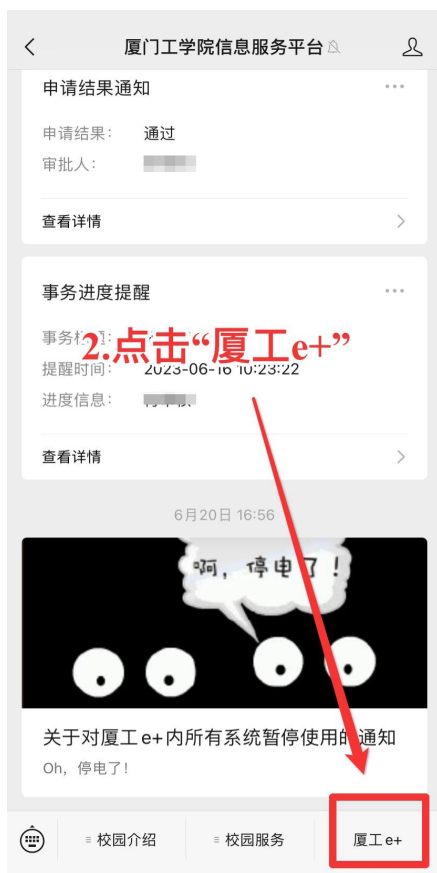 厦门工学院信息服务平台
申请结果通知
申请结果： 通过
审批人：
查看详情
事务进度提醒
2.点击“厦工e+”
提醒时间： 2023-06-16 10:23:22
进度信息：
查看详情
6月20日 16:56
啊，停电了！
关于对厦工e+内所有系统暂停使用的通知
Oh，停电了！
校园介绍
校园服务
厦工e+